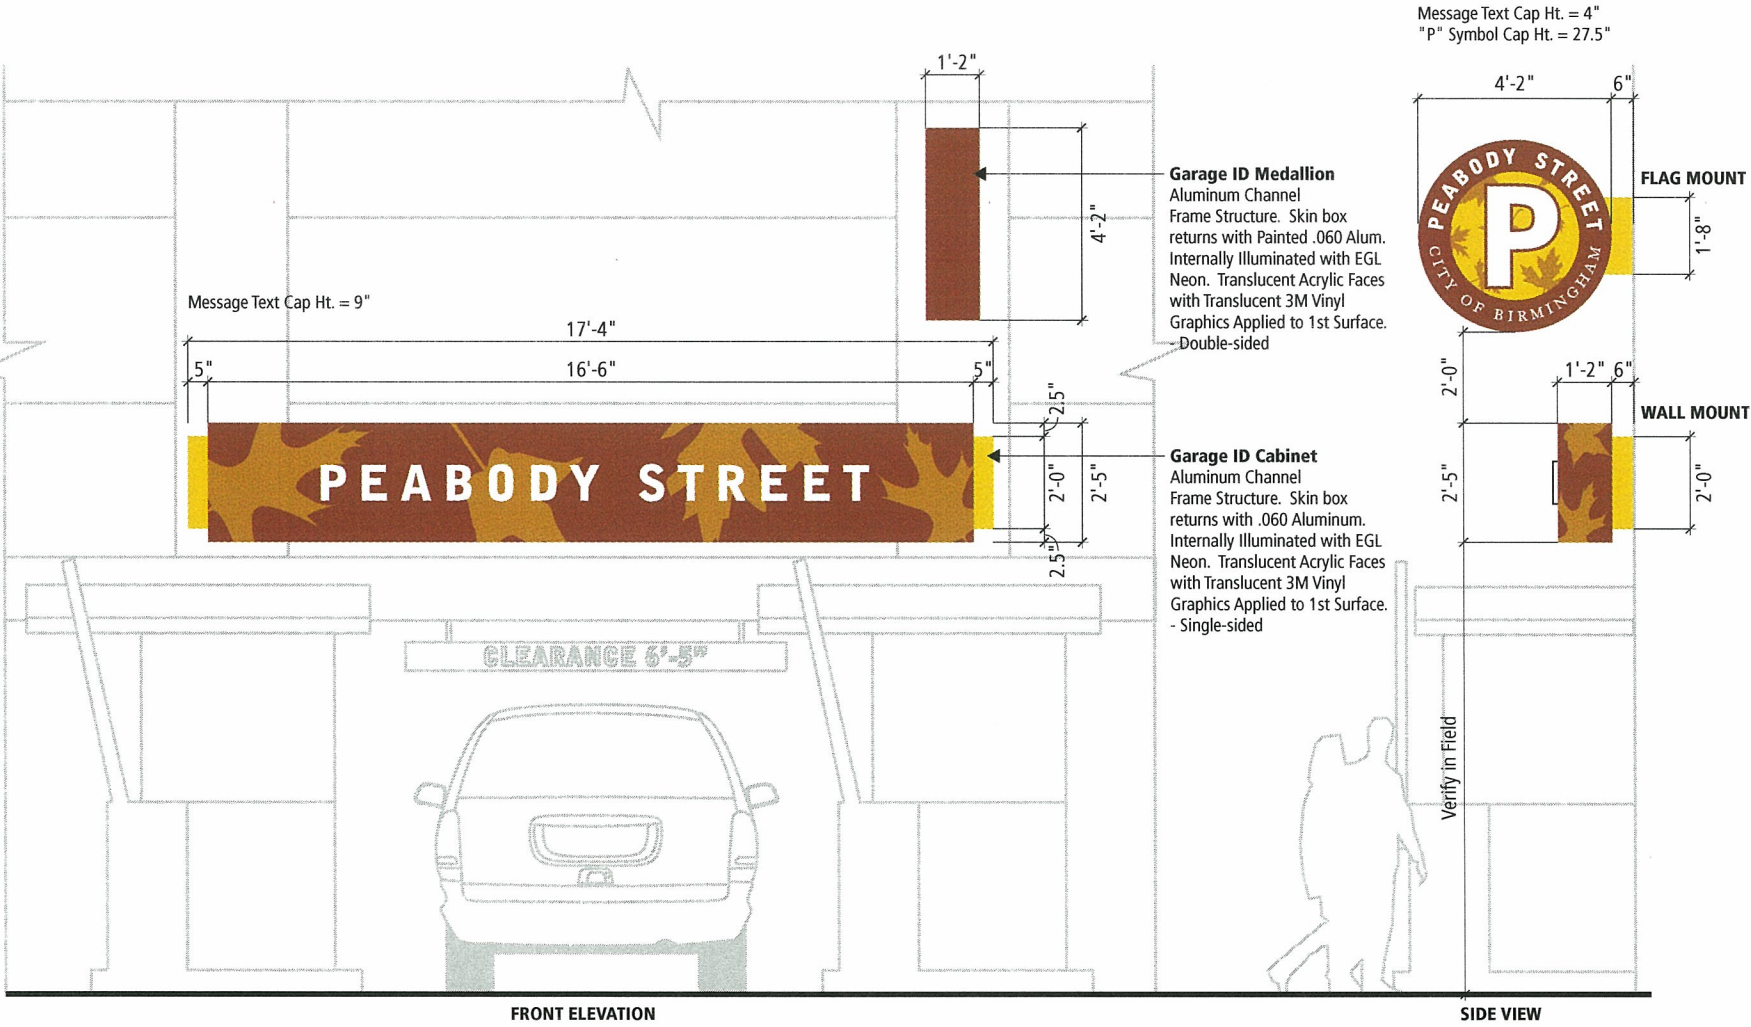 Message Text Cap Ht. = 4"
"P" Symbol Cap Ht. = 27.5"
1'-2"
4'-2"
6"
4'-2"
Garage ID Medallion
Aluminum Channel
Frame Structure. Skin box
returns with Painted .060 Alum.
Internally Illuminated with EGL
Neon. Translucent Acrylic Faces
with Translucent 3M Vinyl
Graphics Applied to 1st Surface.
- Double-sided
PEABODY STREET
P
CITY OF BIRMINGHAM
FLAG MOUNT
1'-8"
Message Text Cap Ht. = 9"
17'-4"
5"
16'-6"
5"
2.5"
2'-0"
2'-5"
2.5"
PEABODY STREET
Garage ID Cabinet
Aluminum Channel
Frame Structure. Skin box
returns with .060 Aluminum.
Internally Illuminated with EGL
Neon. Translucent Acrylic Faces
with Translucent 3M Vinyl
Graphics Applied to 1st Surface.
- Single-sided
2'-0"
1'-2"
6"
WALL MOUNT
2'-5"
2'-0"
CLEARANCE 6'-5"
Verify in Field
FRONT ELEVATION
SIDE VIEW